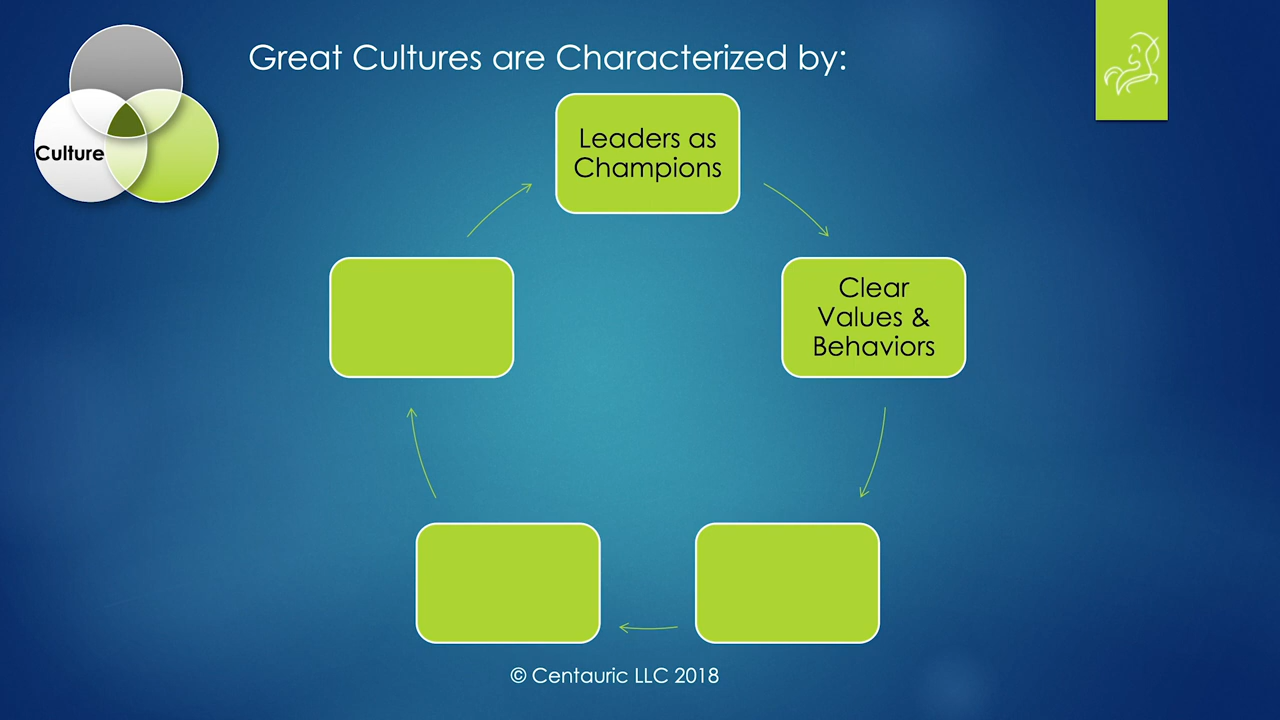 Great Cultures are Characterized by:
Culture
Leaders as
Champions
Clear
Values &
Behaviors
© Centauric LLC 2018